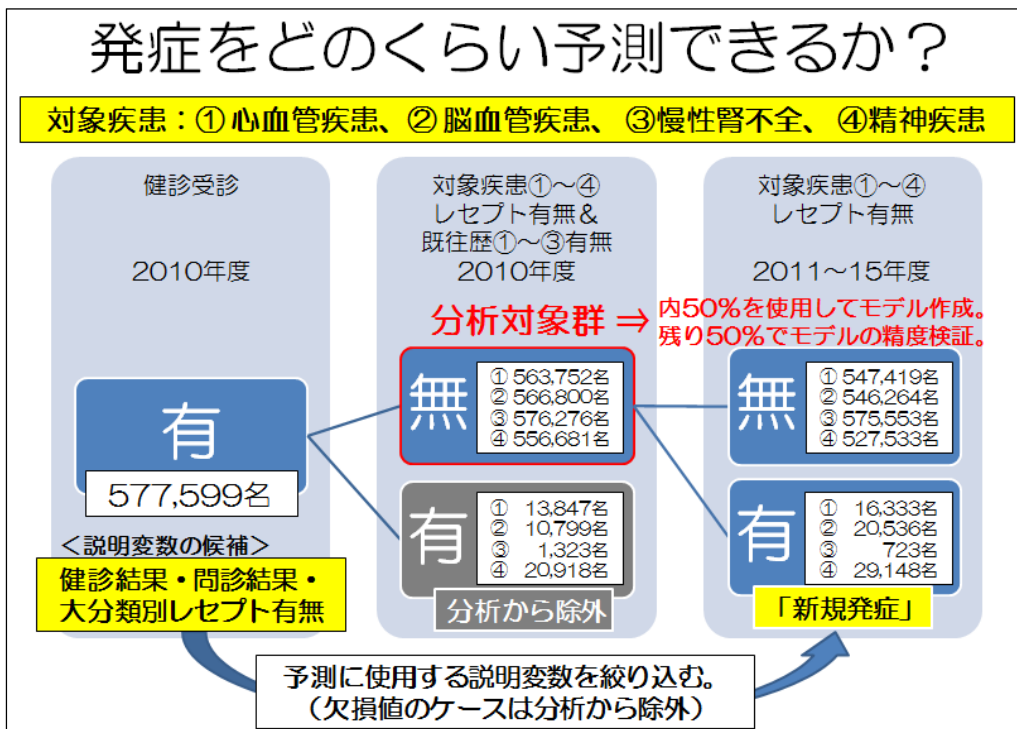 発症をどのくらい予測できるか？
対象疾患：① 心血管疾患、② 脳血管疾患、 ③慢性腎不全、 ④精神疾患
健診受診
2010年度
有
577,599名
＜説明変数の候補＞
健診結果・問診結果・
大分類別レセプト有無
対象疾患①～④
レセプト有無＆
既往歴①～③有無
2010年度
分析対象群 ⇒
内50％を使用してモデル作成。
残り50％でモデルの精度検証。
無
① 563,752名
② 566,800名
③ 576,276名
④ 556,681名
有
① 13,847名
② 10,799名
③ 1,323名
④ 20,918名
分析から除外
対象疾患①～④
レセプト有無
2011～15年度
無
① 547,419名
② 546,264名
③ 575,553名
④ 527,533名
有
① 16,333名
② 20,536名
③ 723名
④ 29,148名
「新規発症」
予測に使用する説明変数を絞り込む。
（欠損値のケースは分析から除外）